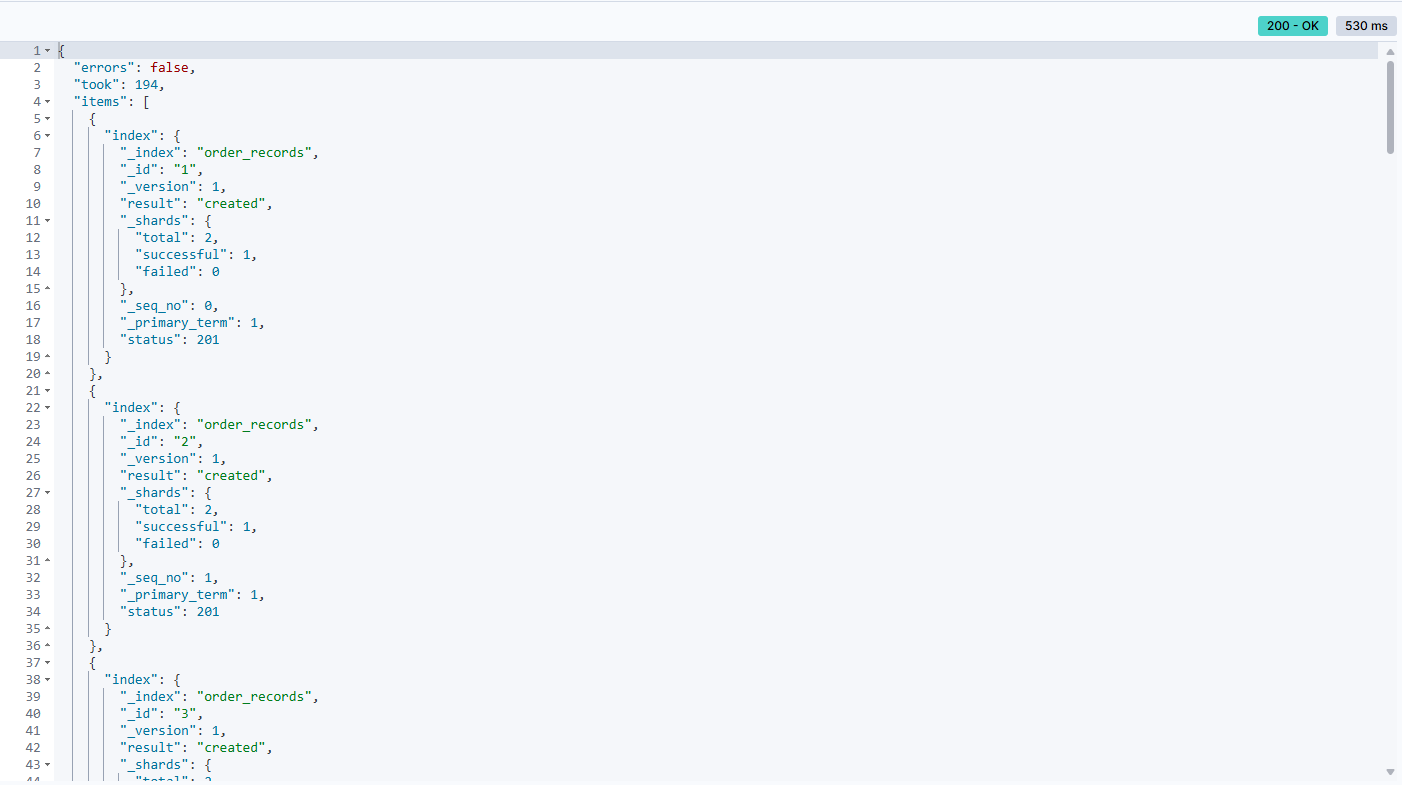 200 - OK 530 ms
1 {
2 "errors": false,
3 "took": 194,
4 "items": [
5 {
6 "index": {
7 "_index": "order_records",
8 "_id": "1",
9 "_version": 1,
10 "result": "created",
11 "_shards": {
12 "total": 2,
13 "successful": 1,
14 "failed": 0
15 },
16 "_seq_no": 0,
17 "_primary_term": 1,
18 "status": 201
19 }
20 },
21 {
22 "index": {
23 "_index": "order_records",
24 "_id": "2",
25 "_version": 1,
26 "result": "created",
27 "_shards": {
28 "total": 2,
29 "successful": 1,
30 "failed": 0
31 },
32 "_seq_no": 1,
33 "_primary_term": 1,
34 "status": 201
35 }
36 },
37 {
38 "index": {
39 "_index": "order_records",
40 "_id": "3",
41 "_version": 1,
42 "result": "created",
43 "_shards": {
44 "total": 2